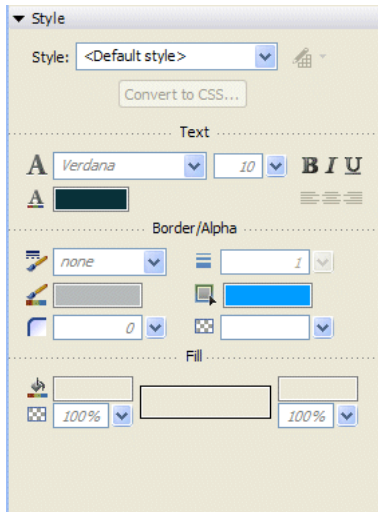 Style
Style: <Default style>
Convert to CSS...
Text
A Verdana 10 B I U
A
Border/Alpha
none 1
0
Fill
100% 100%